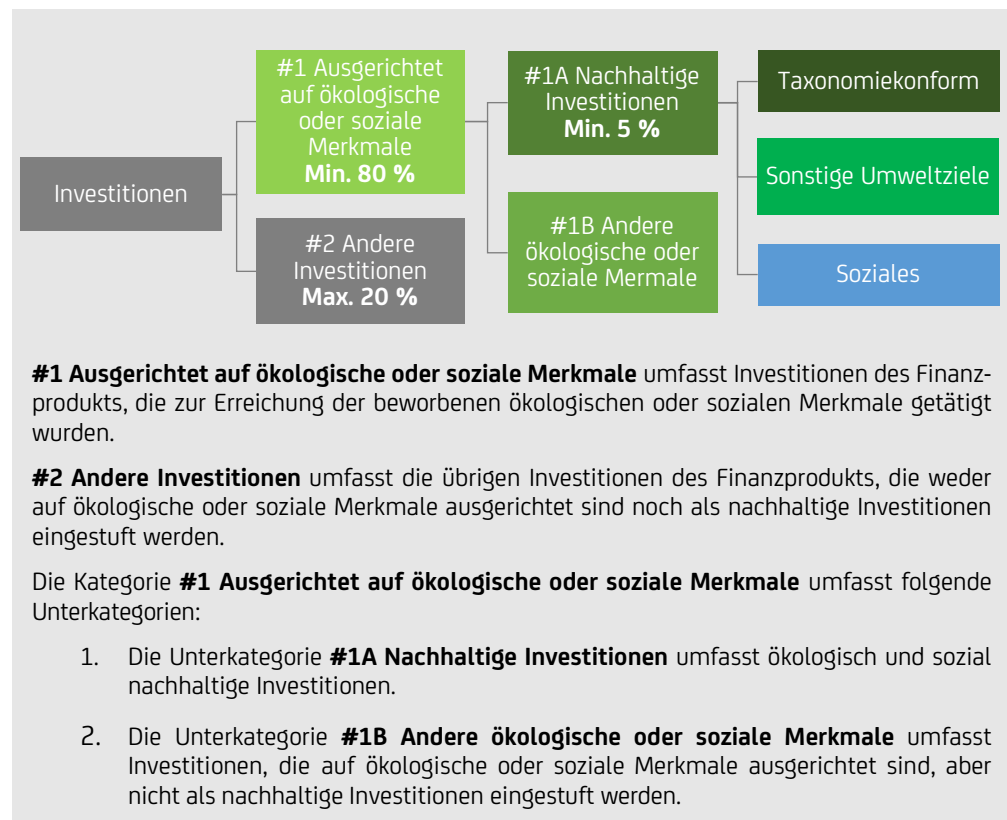 Investitionen
#1 Ausgerichtet
auf ökologische
oder soziale
Merkmale
Min. 80 %
#2 Andere
Investitionen
Max. 20 %
#1A Nachhaltige
Investitionen
Min. 5 %
#1B Andere
ökologische oder
soziale Mermale
Taxonomiekonform
Sonstige Umweltziele
Soziales
#1 Ausgerichtet auf ökologische oder soziale Merkmale umfasst Investitionen des Finanz-
produkts, die zur Erreichung der beworbenen ökologischen oder sozialen Merkmale getätigt
wurden.
#2 Andere Investitionen umfasst die übrigen Investitionen des Finanzprodukts, die weder
auf ökologische oder soziale Merkmale ausgerichtet sind noch als nachhaltige Investitionen
eingestuft werden.
Die Kategorie #1 Ausgerichtet auf ökologische oder soziale Merkmale umfasst folgende
Unterkategorien:
1. Die Unterkategorie #1A Nachhaltige Investitionen umfasst ökologisch und sozial
nachhaltige Investitionen.
2. Die Unterkategorie #1B Andere ökologische oder soziale Merkmale umfasst
Investitionen, die auf ökologische oder soziale Merkmale ausgerichtet sind, aber
nicht als nachhaltige Investitionen eingestuft werden.